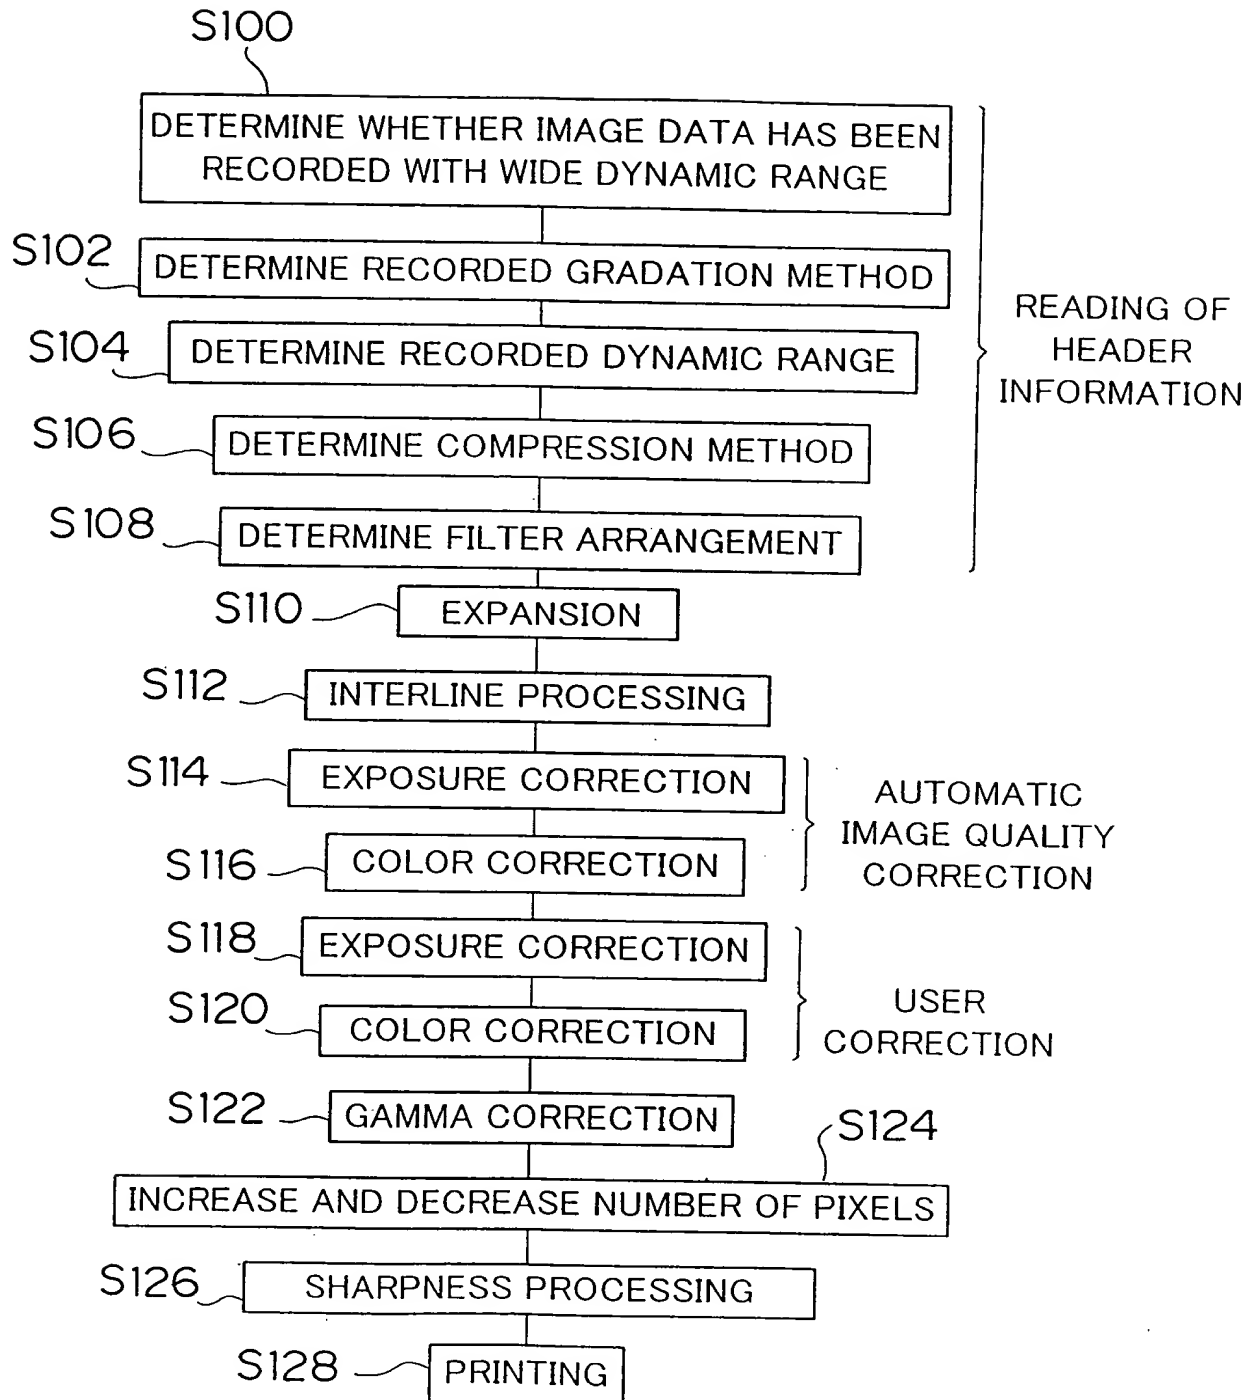 S100
DETERMINE WHETHER IMAGE DATA HAS BEEN
RECORDED WITH WIDE DYNAMIC RANGE
S102
DETERMINE RECORDED GRADATION METHOD
S104
DETERMINE RECORDED DYNAMIC RANGE
S106
DETERMINE COMPRESSION METHOD
S108
DETERMINE FILTER ARRANGEMENT
READING OF
HEADER
INFORMATION
S110
EXPANSION
S112
INTERLINE PROCESSING
S114
EXPOSURE CORRECTION
S116
COLOR CORRECTION
AUTOMATIC
IMAGE QUALITY
CORRECTION
S118
EXPOSURE CORRECTION
S120
COLOR CORRECTION
USER
CORRECTION
S122
GAMMA CORRECTION
S124
INCREASE AND DECREASE NUMBER OF PIXELS
S126
SHARPNESS PROCESSING
S128
PRINTING